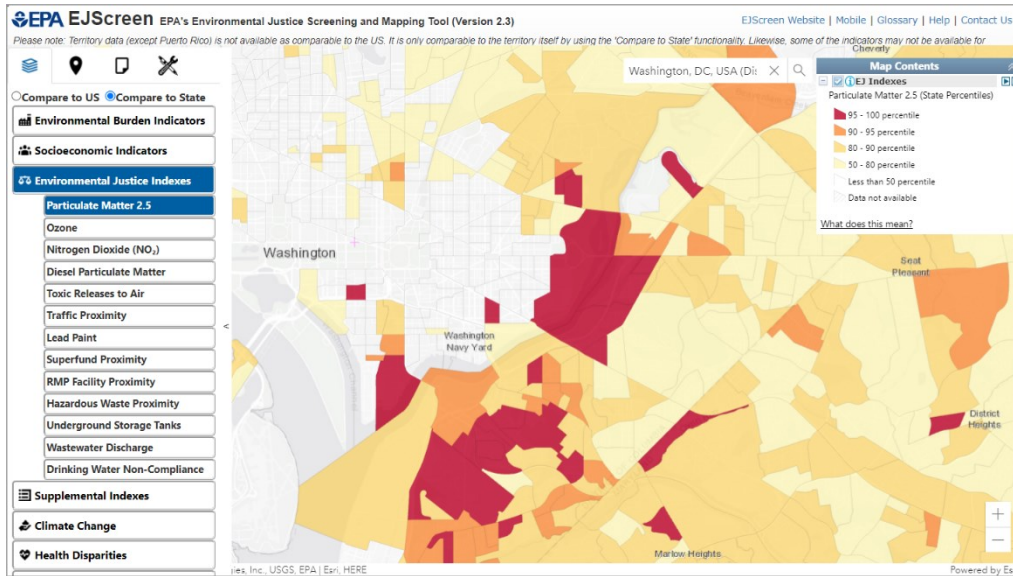 EPA EJScreen EPA's Environmental Justice Screening and Mapping Tool (Version 2.3)
EJScreen Website | Mobile | Glossary | Help | Contact Us
Please note: Territory data (except Puerto Rico) is not available as comparable to the US. It is only comparable to the territory itself by using the 'Compare to State' functionality. Likewise, some of the indicators may not be available for
Compare to US Compare to State
Environmental Burden Indicators
Socioeconomic Indicators
Environmental Justice Indexes
Particulate Matter 2.5
Ozone
Nitrogen Dioxide (NO₂)
Diesel Particulate Matter
Toxic Releases to Air
Traffic Proximity
Lead Paint
Superfund Proximity
RMP Facility Proximity
Hazardous Waste Proximity
Underground Storage Tanks
Wastewater Discharge
Drinking Water Non-Compliance
Supplemental Indexes
Climate Change
Health Disparities
<
Washington, DC, USA (Di:
Cheverly
Map Contents
EJ Indexes
Particulate Matter 2.5 (State Percentiles)
95 - 100 percentile
90 - 95 percentile
80 - 90 percentile
50 - 80 percentile
Less than 50 percentile
Data not available
What does this mean?
Washington
Washington
Navy Yard
Seat
Pleasant
District
Heights
Marlow Heights
+
−
Inc., USGS, EPA | Esri, HERE
Powered by Es